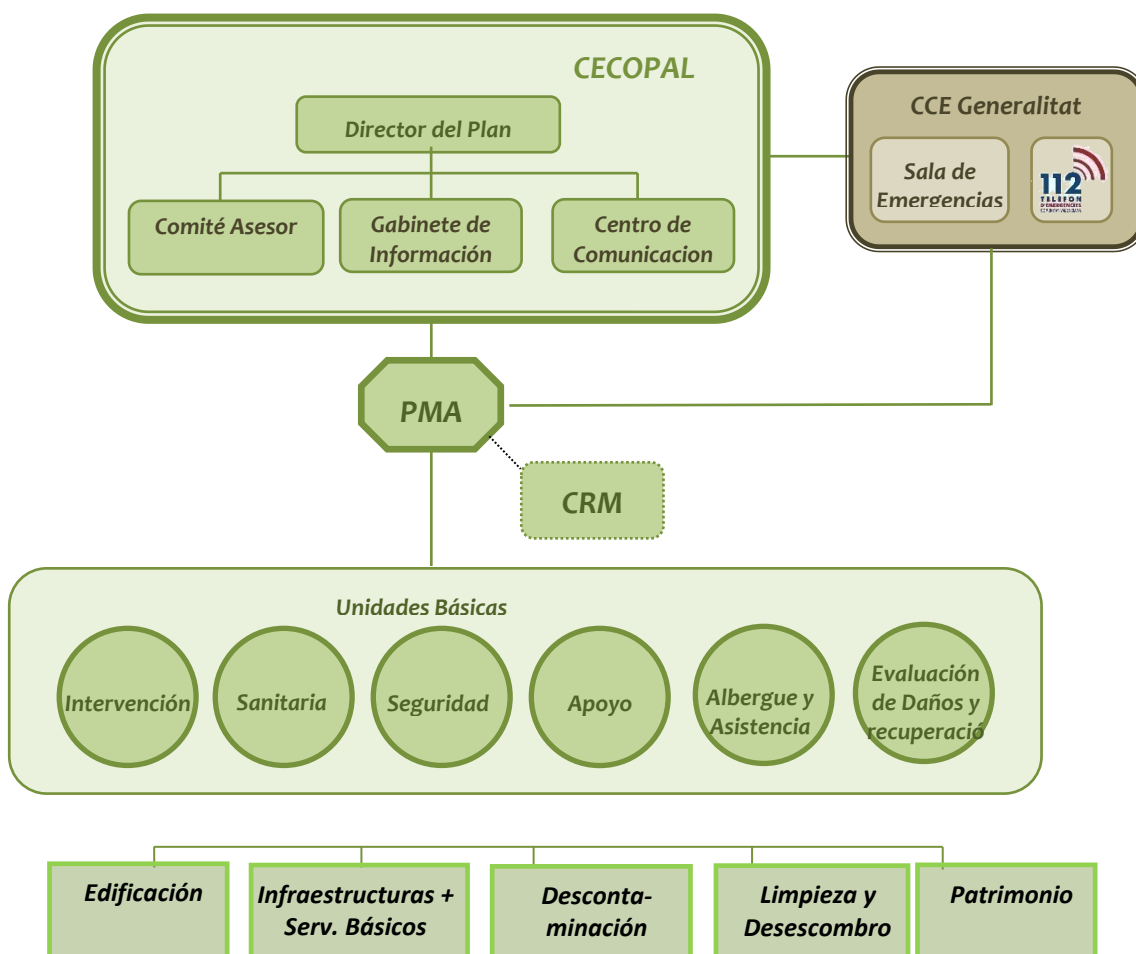 CECOPAL
Director del Plan
Comité Asesor
Gabinete de
Información
Centro de
Comunicacion
CCE Generalitat
Sala de
Emergencias
112
TELÈFON
D'EMERGÈNCIES
PMA
CRM
Unidades Básicas
Intervención
Sanitaria
Seguridad
Apoyo
Albergue y
Asistencia
Evaluación
de Daños y
recuperació
Edificación
Infraestructuras +
Serv. Básicos
Desconta-
minación
Limpieza y
Desescombro
Patrimonio